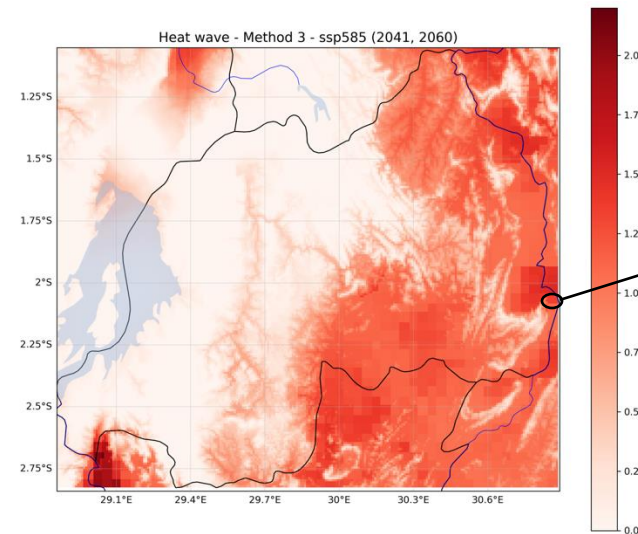 Heat wave - Method 3 - ssp585 (2041, 2060)
1.25°S
1.5°S
1.75°S
2°S
2.25°S
2.5°S
2.75°S
29.1°E
29.4°E
29.7°E
30°E
30.3°E
30.6°E
2.0
1.7
1.5
1.2
1.0
0.7
0.5
0.2
0.0